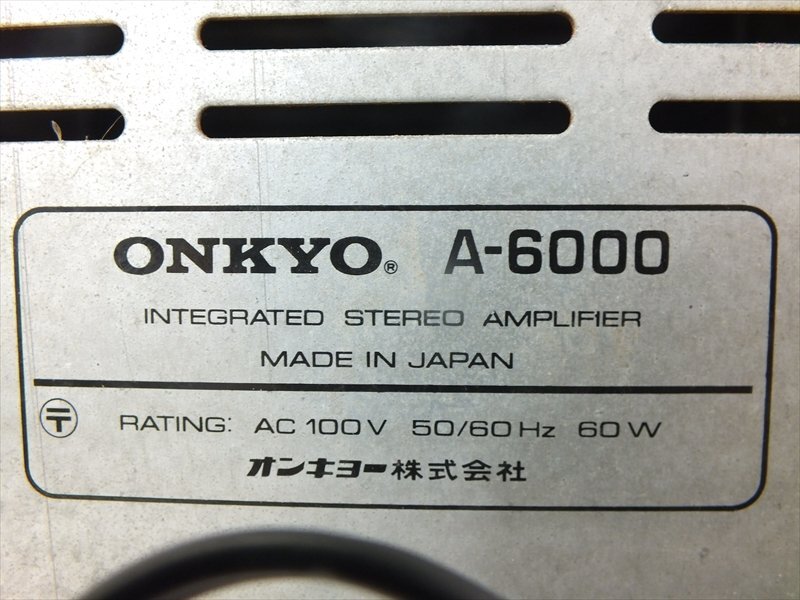 ONKYO® A-6000
INTEGRATED STEREO AMPLIFIER
MADE IN JAPAN
〒 RATING: AC 100V 50/60Hz 60W
オンキヨー株式会社